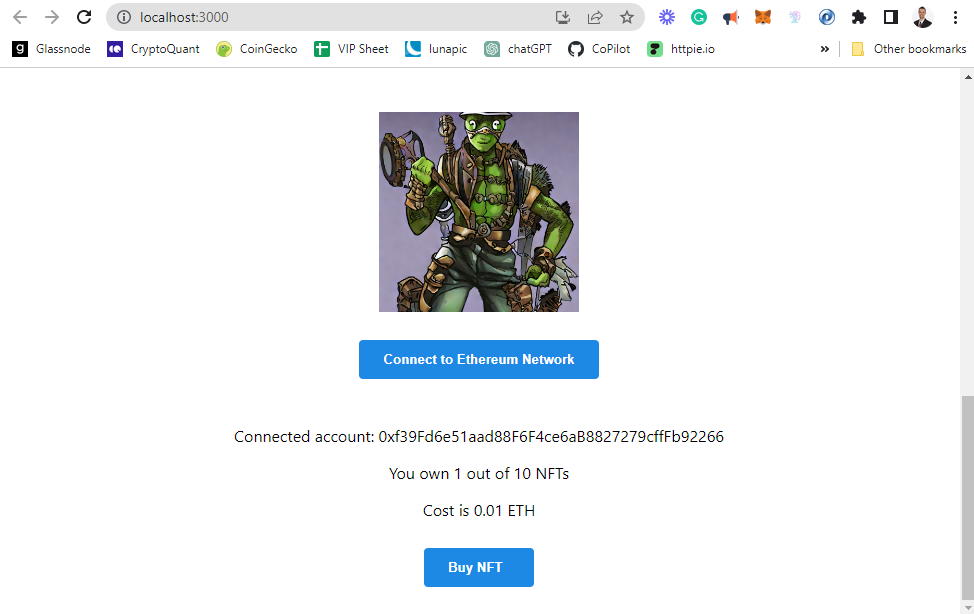 localhost:3000
Glassnode CryptoQuant CoinGecko VIP Sheet lunapic chatGPT CoPilot httpie.io » Other bookmarks
Connect to Ethereum Network
Connected account: 0xf39Fd6e51aad88F6F4ce6aB8827279cffFb92266
You own 1 out of 10 NFTs
Cost is 0.01 ETH
Buy NFT